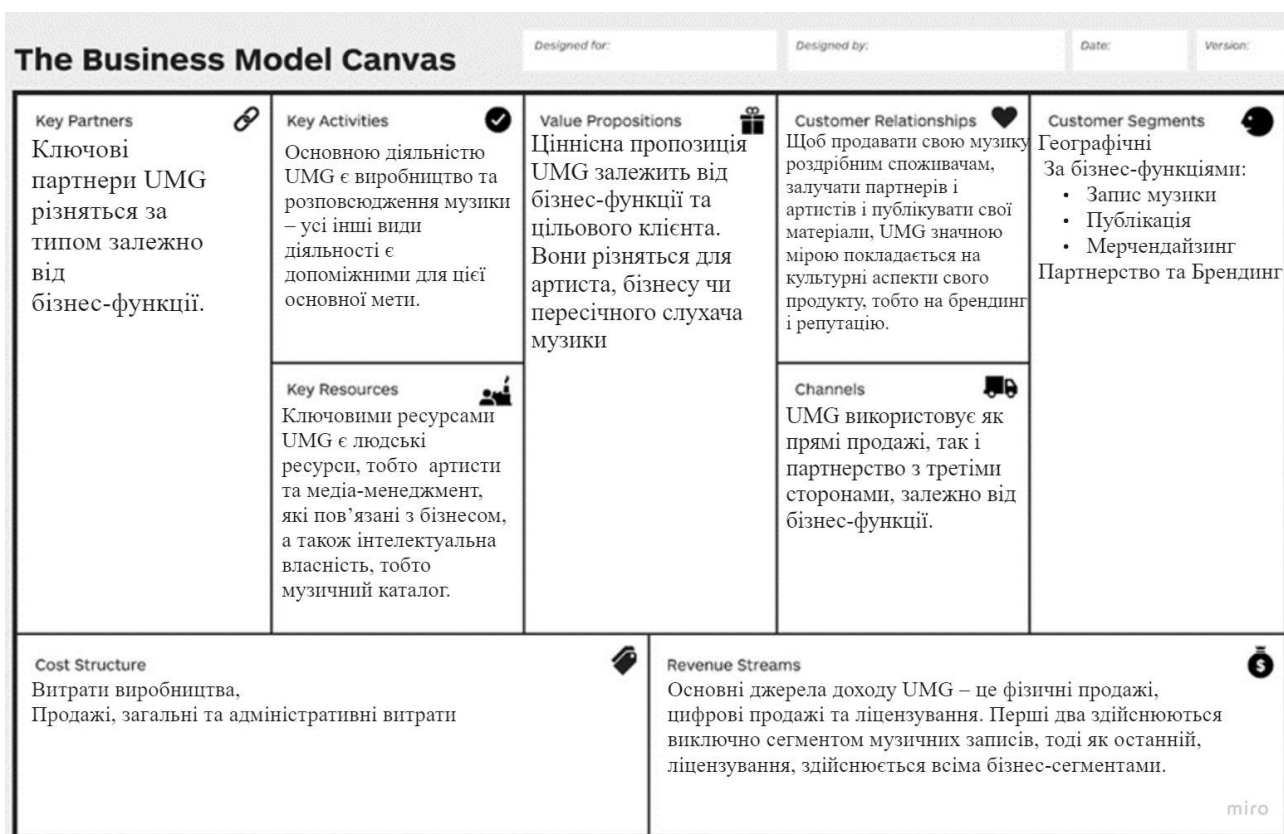 The Business Model Canvas
Designed for:
Designed by:
Date:
Version:
Key Partners
Ключові
партнери UMG
різняться за
типом залежно
від
бізнес-функції.
Key Activities
Основною діяльністю
UMG є виробництво та
розповсюдження музики
– усі інші види
діяльності є
допоміжними для цієї
основної мети.
Key Resources
Ключовими ресурсами
UMG є людські
ресурси, тобто артисти
та медіа-менеджмент,
які пов’язані з бізнесом,
а також інтелектуальна
власність, тобто
музичний каталог.
Value Propositions
Ціннісна пропозиція
UMG залежить від
бізнес-функції та
цільового клієнта.
Вони різняться для
артиста, бізнесу чи
пересічного слухача
музики
Customer Relationships
Щоб продавати свою музику
роздрібним споживачам,
залучати партнерів і
артистів і публікувати свої
матеріали, UMG значною
мірою покладається на
культурні аспекти свого
продукту, тобто на брендинг
і репутацію.
Channels
UMG використовує як
прямі продажі, так і
партнерство з третіми
сторонами, залежно від
бізнес-функції.
Customer Segments
Географічні
За бізнес-функціями:
• Запис музики
• Публікація
• Мерчендайзинг
Партнерство та Брендинг
Cost Structure
Витрати виробництва,
Продажі, загальні та адміністративні витрати
Revenue Streams
Основні джерела доходу UMG – це фізичні продажі,
цифрові продажі та ліцензування. Перші два здійснюються
виключно сегментом музичних записів, тоді як останній,
ліцензування, здійснюється всіма бізнес-сегментами.
miro